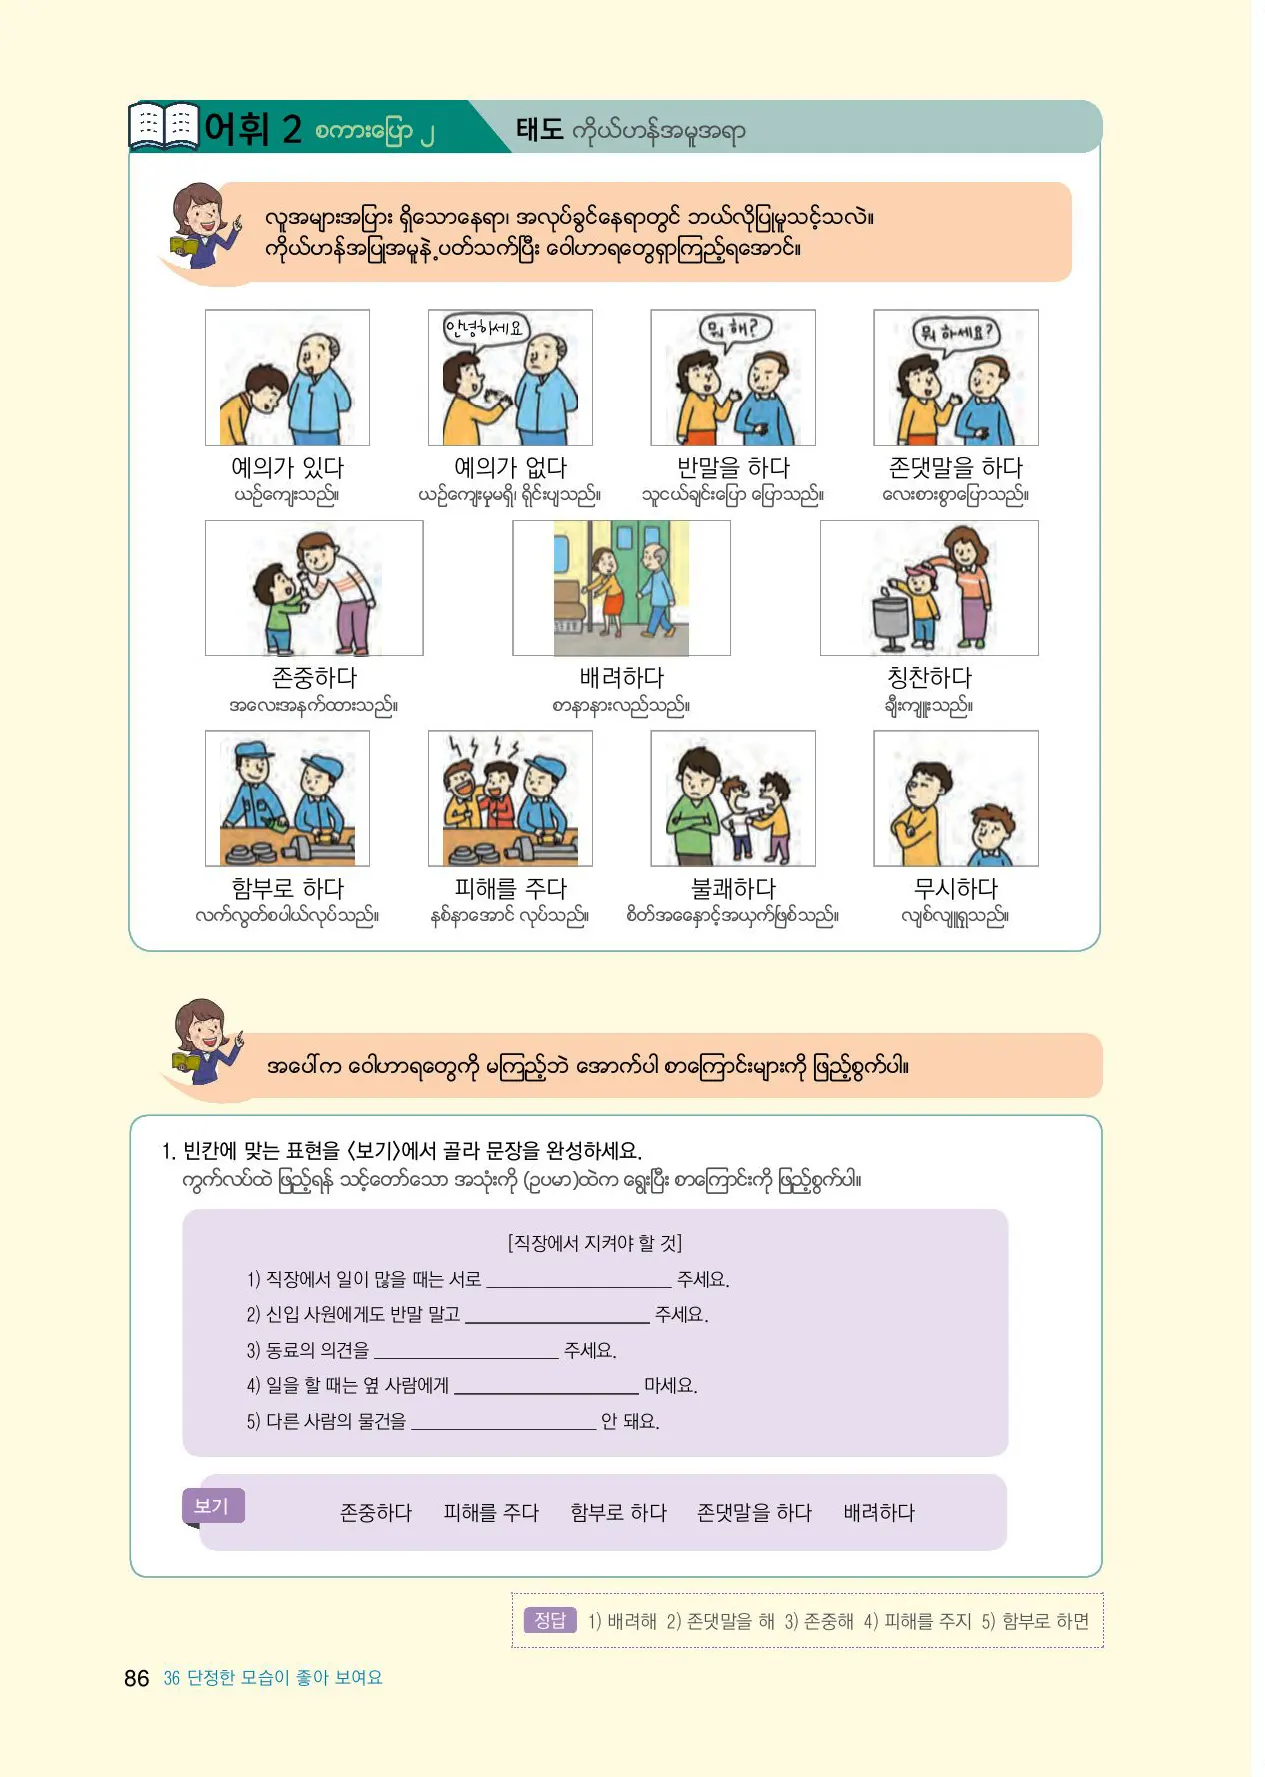 어휘 2 စကားပြော ၂ 태도 ကိုယ်ဟန်အမူအရာ
လူအများအပြား ရှိသောနေရာ၊ အလုပ်ခွင်နေရာတွင် ဘယ်လိုပြုမူသင့်သလဲ။
ကိုယ်ဟန်အပြုအမူနဲ့ ပတ်သက်ပြီး ဝေါဟာရတွေရှာကြည့်ရအောင်။
안녕하세요
뭐 해?
뭐 하세요?
예의가 있다 예의가 없다 반말을 하다 존댓말을 하다
ယဉ်ကျေးသည်။ ယဉ်ကျေးမှုမရှိ၊ ရိုင်းပျသည်။ သူငယ်ချင်းပြော ပြောသည်။ လေးစားစွာပြောသည်။
존중하다 배려하다 칭찬하다
အလေးအနက်ထားသည်။ စာနာနားလည်သည်။ ချီးကျူးသည်။
함부로 하다 피해를 주다 불쾌하다 무시하다
လက်လွတ်စပါယ်လုပ်သည်။ နစ်နာအောင် လုပ်သည်။ စိတ်အနှောင့်အယှက်ဖြစ်သည်။ လျစ်လျူရှုသည်။
အပေါ်က ဝေါဟာရတွေကို မကြည့်ဘဲ အောက်ပါ စာကြောင်းများကို ဖြည့်စွက်ပါ။
1. 빈칸에 맞는 표현을 〈보기〉에서 골라 문장을 완성하세요.
ကွက်လပ်ထဲ ဖြည့်ရန် သင့်တော်သော အသုံးကို (ဥပမာ)ထဲက ရွေးပြီး စာကြောင်းကို ဖြည့်စွက်ပါ။
[직장에서 지켜야 할 것]
1) 직장에서 일이 많을 때는 서로 ____________________ 주세요.
2) 신입 사원에게도 반말 말고 ____________________ 주세요.
3) 동료의 의견을 ____________________ 주세요.
4) 일을 할 때는 옆 사람에게 ____________________ 마세요.
5) 다른 사람의 물건을 ____________________ 안 돼요.
보기 존중하다 피해를 주다 함부로 하다 존댓말을 하다 배려하다
정답 1) 배려해 2) 존댓말을 해 3) 존중해 4) 피해를 주지 5) 함부로 하면
86 36 단정한 모습이 좋아 보여요